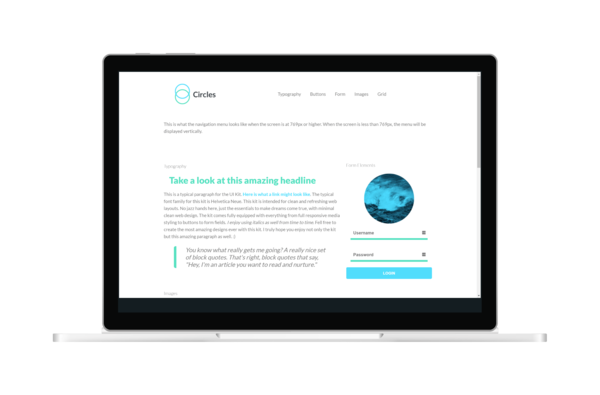 Circles
Typography Buttons Form Images Grid
This is what the navigation menu looks like when the screen is at 769px or higher. When the screen is less than 769px, the menu will be
displayed vertically.
Typography
Take a look at this amazing headline
This is a typical paragraph for the UI Kit. Here is what a link might look like. The typical
font family for this kit is Helvetica Neue. This kit is intended for clean and refreshing web
layouts. No jazz hands here, just the essentials to make dreams come true, with minimal
clean web design. The kit comes fully equipped with everything from full responsive media
styling to buttons to form fields. I enjoy using italics as well from time to time. Fell free to
create the most amazing designs ever with this kit. I truly hope you enjoy not only the kit
but this amazing paragraph as well. :)
You know what really gets me going? A really nice set
of block quotes. That's right, block quotes that say,
"Hey, I'm an article you want to read and nurture."
Images
Form Features
Username
Password
LOGIN